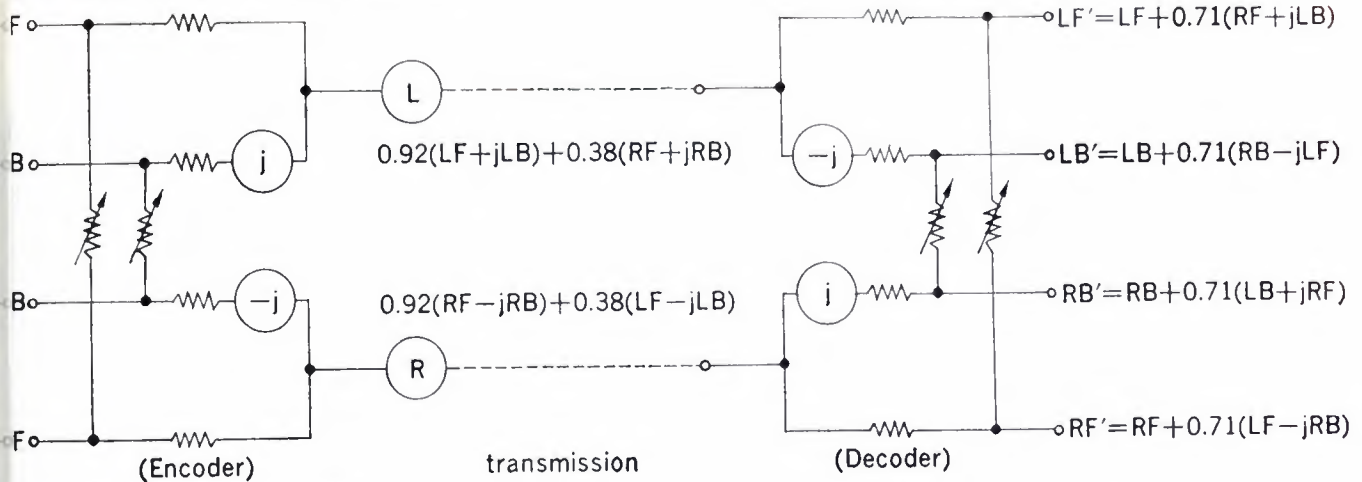 F
LF'=LF+0.71(RF+jLB)
L
B
j
0.92(LF+jLB)+0.38(RF+jRB)
-j
LB'=LB+0.71(RB-jLF)
B
-j
0.92(RF-jRB)+0.38(LF-jLB)
j
RB'=RB+0.71(LB+jRF)
R
F
RF'=RF+0.71(LF-jRB)
(Encoder)
transmission
(Decoder)